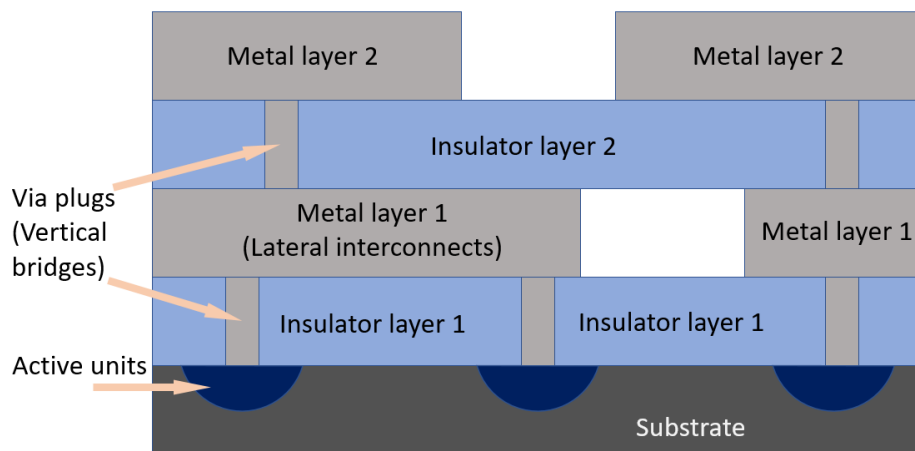 Metal layer 2
Metal layer 2
Insulator layer 2
Via plugs
(Vertical
bridges)
Metal layer 1
(Lateral interconnects)
Metal layer 1
Insulator layer 1
Insulator layer 1
Active units
Substrate